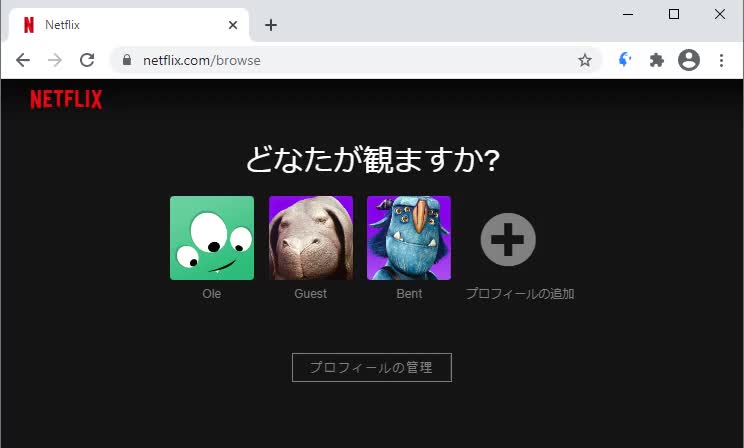 Netflix
netflix.com/browse
NETFLIX
どなたが観ますか?
Ole
Guest
Bent
プロフィールの追加
プロフィールの管理